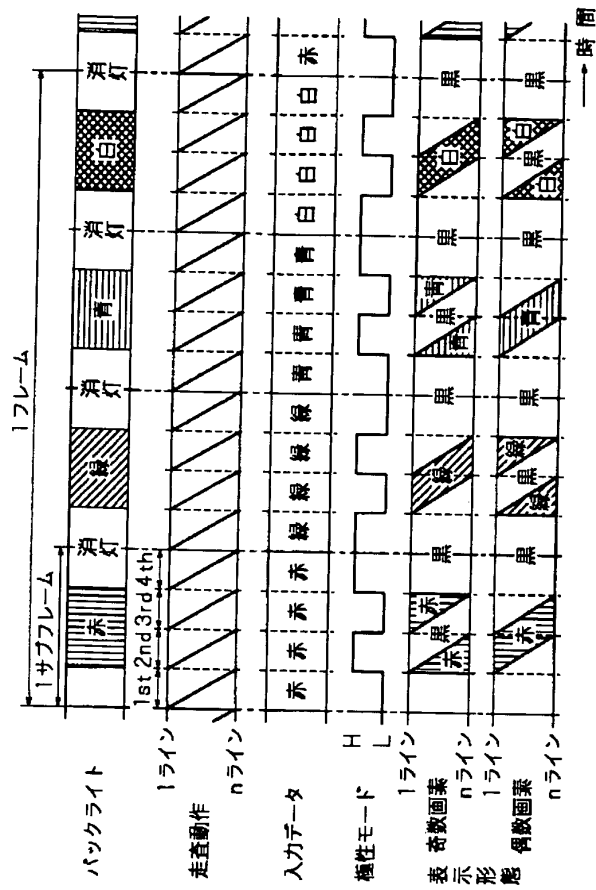 1フレーム
1サブフレーム
バックライト 赤 消灯 緑 消灯 青 消灯 白 消灯
1st 2nd 3rd 4th
1ライン
走査動作
nライン
入力データ 赤 赤 赤 赤 緑 緑 緑 緑 青 青 青 青 白 白 白 白 赤
極性モード H
L
1ライン
奇数画素 赤 黒 赤 黒 緑 黒 青 黒 青 黒 白 黒
nライン
表示形態
1ライン
偶数画素 赤 黒 緑 黒 緑 黒 青 黒 白 黒 白 黒
nライン
時間